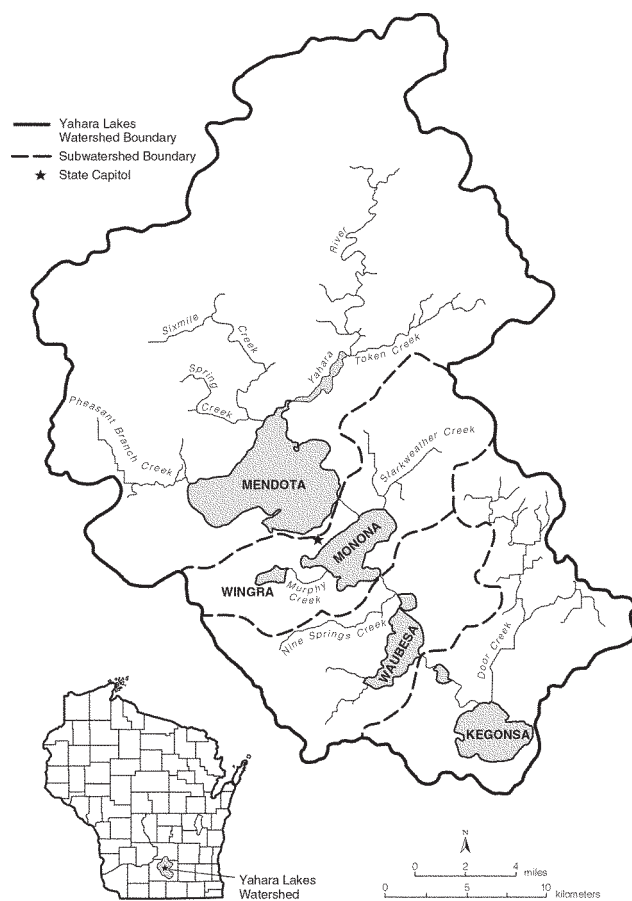 Yahara Lakes
Watershed Boundary
Subwatershed Boundary
State Capitol
River
Sixmile
Creek
Yahara
Token Creek
Spring
Creek
Pheasant Branch Creek
Starkweather Creek
MENDOTA
MONONA
WINGRA
Murphy
Creek
Nine Springs Creek
WAUBESA
Door Creek
KEGONSA
N
0 2 4 miles
0 5 10 kilometers
Yahara Lakes
Watershed